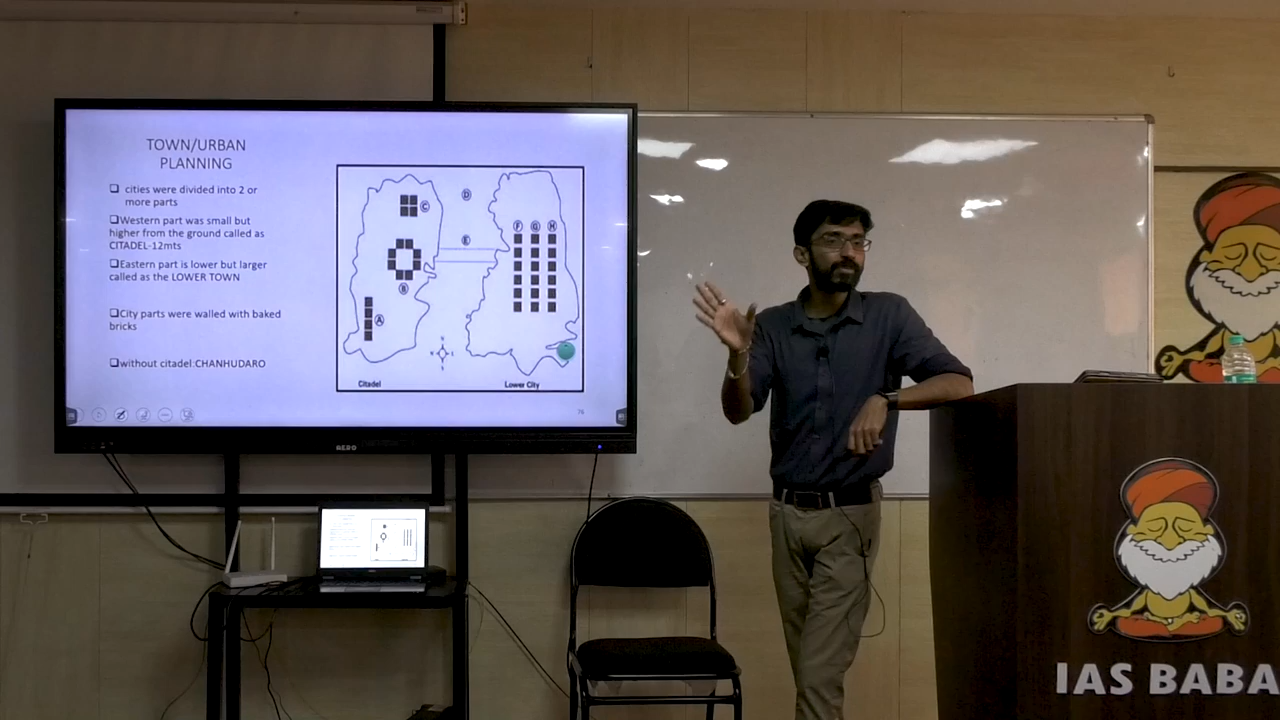 TOWN/URBAN
PLANNING
cities were divided into 2 or
more parts
Western part was small but
higher from the ground called as
CITADEL-12mts
Eastern part is lower but larger
called as the LOWER TOWN
City parts were walled with baked
bricks
without citadel:CHANHUDARO
C
D
E
B
A
F G H
N
S
Citadel
Lower City
76
IAS BABA